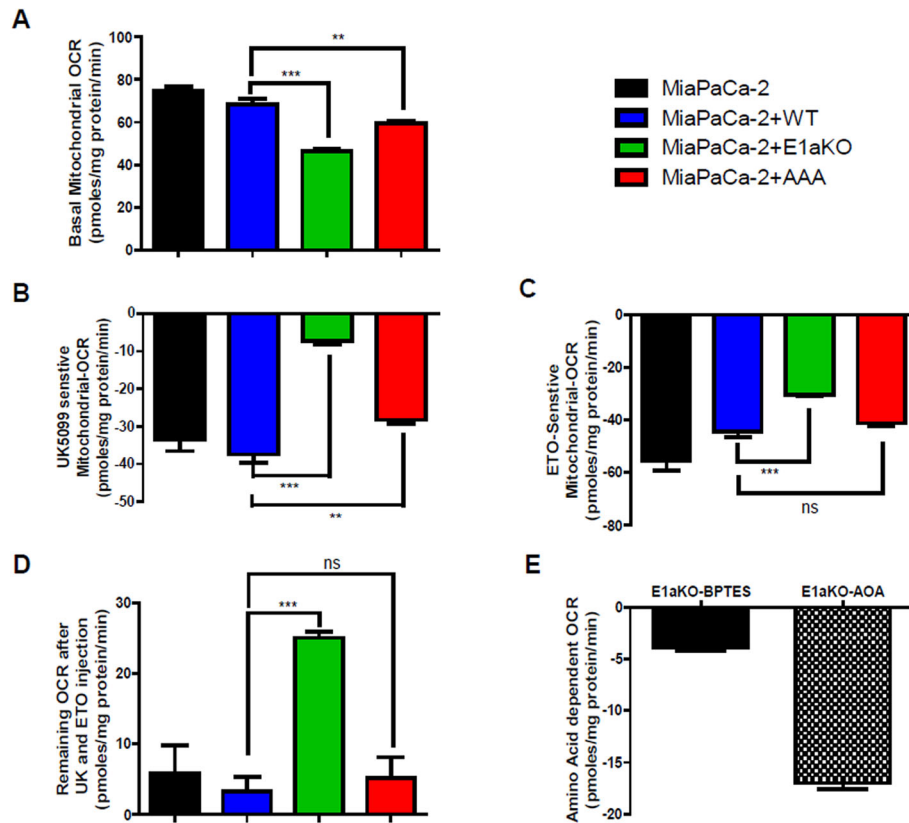 A
Basal Mitochondrial OCR
(pmoles/mg protein/min)
100
80
60
40
20
0
***
**
MiaPaCa-2
MiaPaCa-2+WT
MiaPaCa-2+E1aKO
MiaPaCa-2+AAA
B
UK5099 senstive
Mitochondrial-OCR
(pmoles/mg protein/min)
0
-10
-20
-30
-40
-50
***
**
C
ETO-Senstive
Mitochondrial-OCR
(pmoles/mg protein/min)
0
-20
-40
-60
-80
***
ns
D
Remaining OCR after
UK and ETO injection
(pmoles/mg protein/min)
30
20
10
0
***
ns
E
Amino Acid dependent OCR
(pmoles/mg protein/min)
E1aKO-BPTES
E1aKO-AOA
0
-5
-10
-15
-20